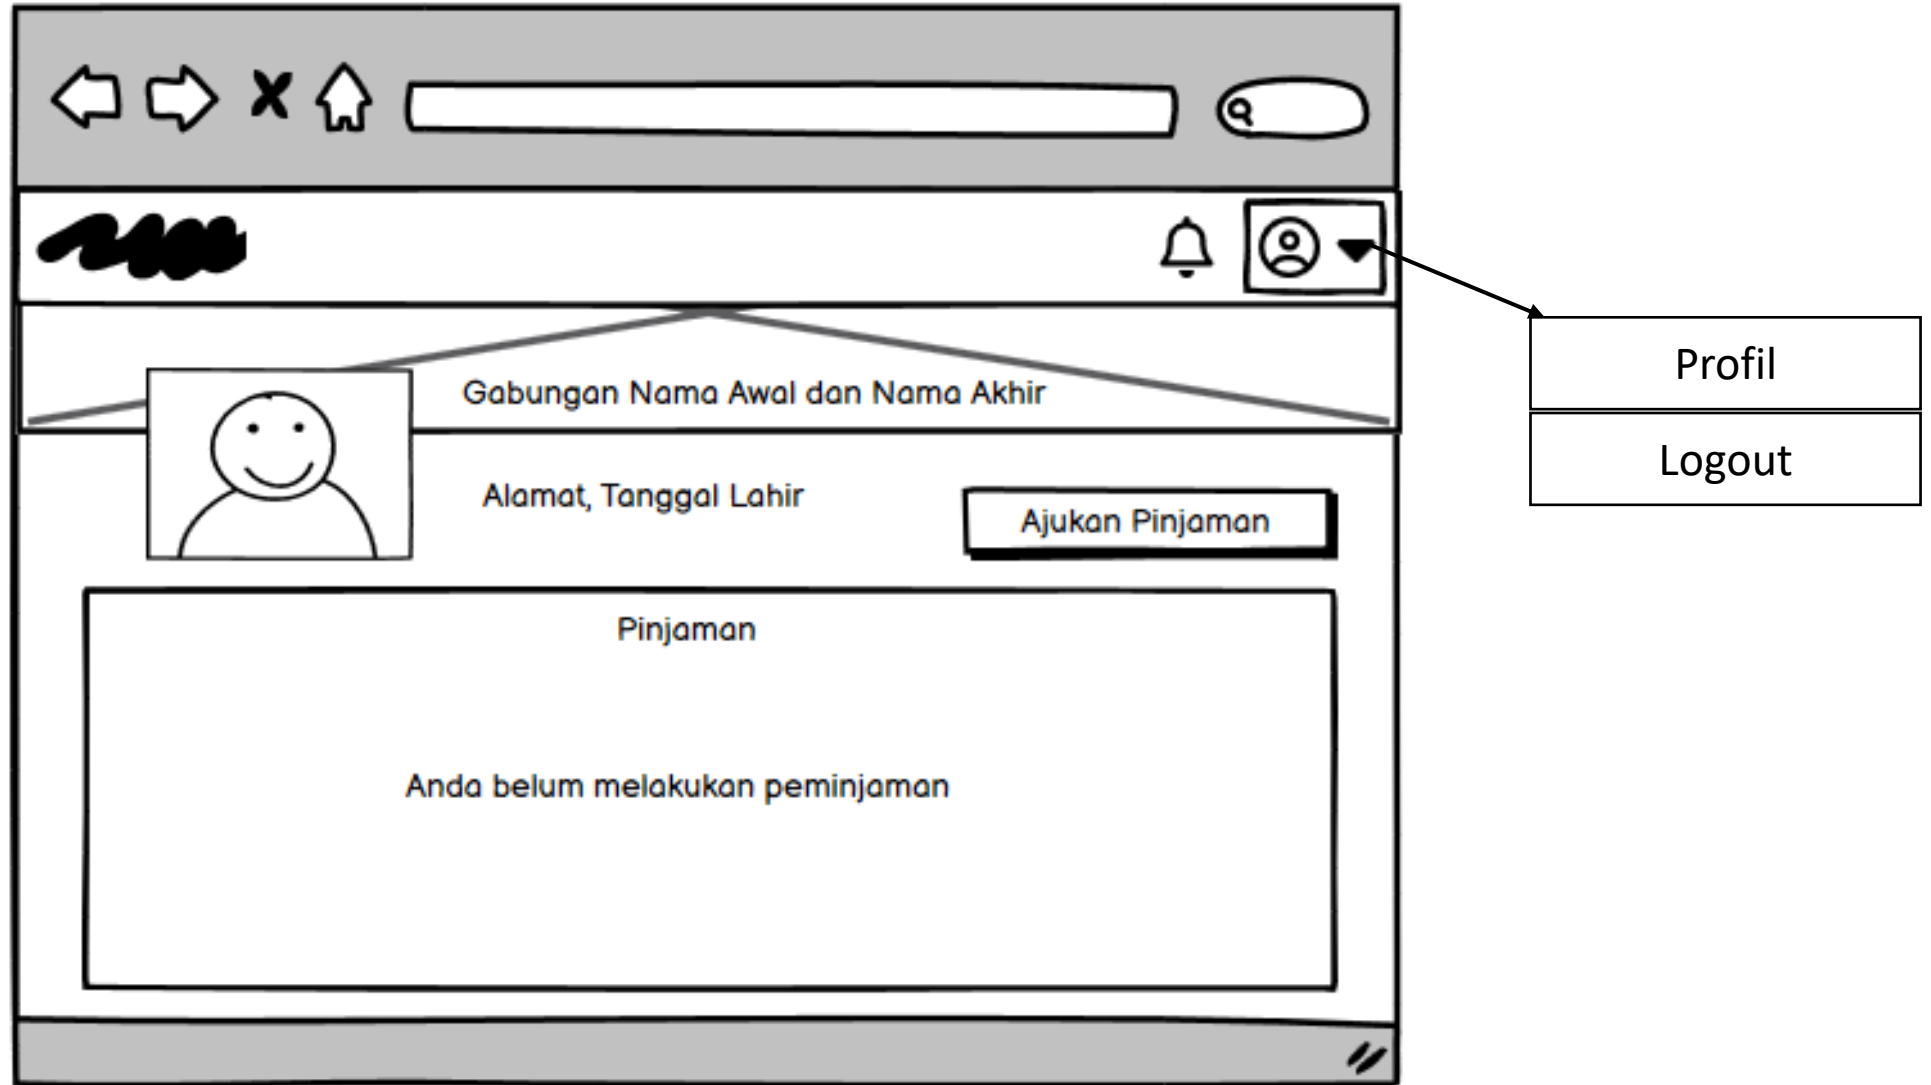 Gabungan Nama Awal dan Nama Akhir
Profil
Logout
Alamat, Tanggal Lahir
Ajukan Pinjaman
Pinjaman
Anda belum melakukan peminjaman